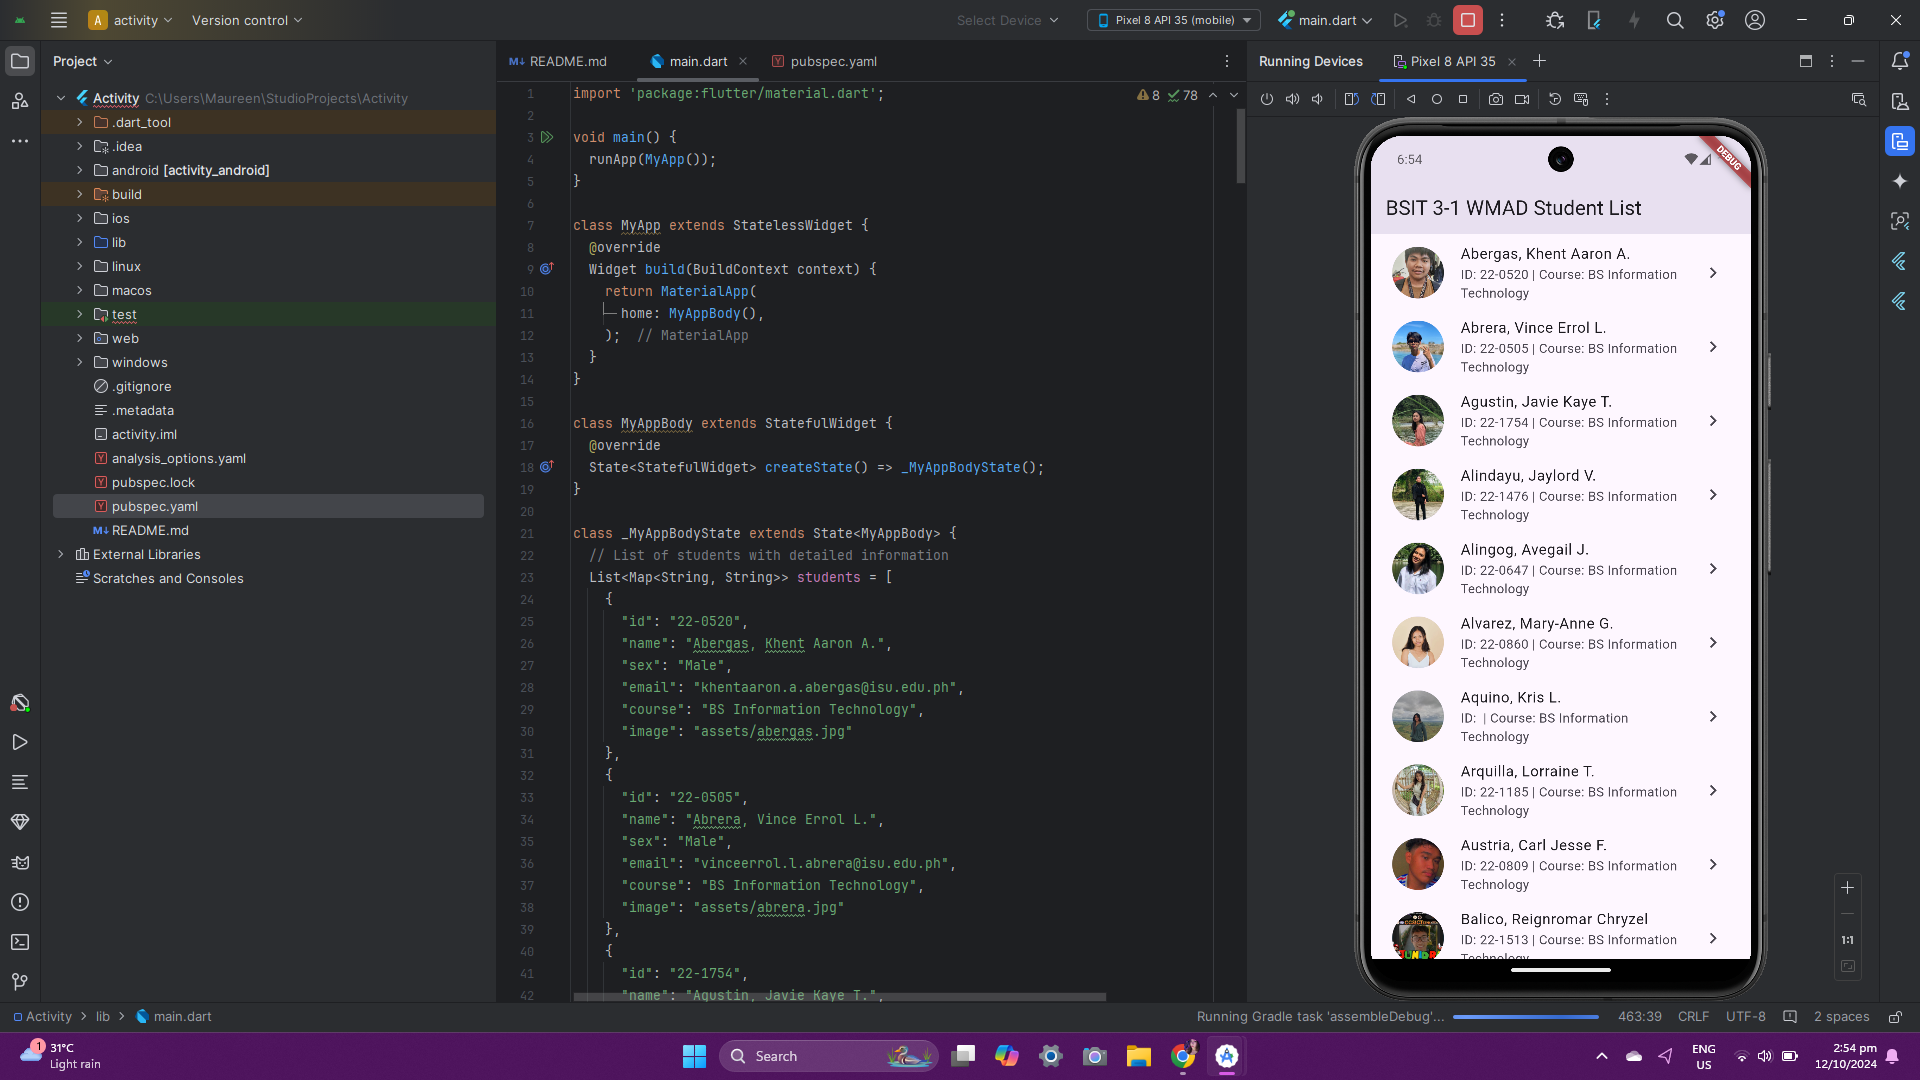 A activity
Version control
Select Device
Pixel 8 API 35 (mobile)
main.dart
Project
README.md
main.dart
pubspec.yaml
Running Devices
Pixel 8 API 35
Activity C:\Users\Maureen\StudioProjects\Activity
.dart_tool
.idea
android [activity_android]
build
ios
lib
linux
macos
test
web
windows
.gitignore
.metadata
activity.iml
analysis_options.yaml
pubspec.lock
pubspec.yaml
README.md
External Libraries
Scratches and Consoles
8 78
1 import 'package:flutter/material.dart';
2
3 void main() {
4 runApp(MyApp());
5 }
6
7 class MyApp extends StatelessWidget {
8 @override
9 Widget build(BuildContext context) {
10 return MaterialApp(
11 home: MyAppBody(),
12 ); // MaterialApp
13 }
14 }
15
16 class MyAppBody extends StatefulWidget {
17 @override
18 State<StatefulWidget> createState() => _MyAppBodyState();
19 }
20
21 class _MyAppBodyState extends State<MyAppBody> {
22 // List of students with detailed information
23 List<Map<String, String>> students = [
24 {
25 "id": "22-0520",
26 "name": "Abergas, Khent Aaron A.",
27 "sex": "Male",
28 "email": "khentaaron.a.abergas@isu.edu.ph",
29 "course": "BS Information Technology",
30 "image": "assets/abergas.jpg"
31 },
32 {
33 "id": "22-0505",
34 "name": "Abrera, Vince Errol L.",
35 "sex": "Male",
36 "email": "vinceerrol.l.abrera@isu.edu.ph",
37 "course": "BS Information Technology",
38 "image": "assets/abrera.jpg"
39 },
40 {
41 "id": "22-1754",
42 "name": "Agustin, Javie Kaye T.",
6:54
DEBUG
BSIT 3-1 WMAD Student List
Abergas, Khent Aaron A.
ID: 22-0520 | Course: BS Information
Technology
Abrera, Vince Errol L.
ID: 22-0505 | Course: BS Information
Technology
Agustin, Javie Kaye T.
ID: 22-1754 | Course: BS Information
Technology
Alindayu, Jaylord V.
ID: 22-1476 | Course: BS Information
Technology
Alingog, Avegail J.
ID: 22-0647 | Course: BS Information
Technology
Alvarez, Mary-Anne G.
ID: 22-0860 | Course: BS Information
Technology
Aquino, Kris L.
ID: | Course: BS Information
Technology
Arquilla, Lorraine T.
ID: 22-1185 | Course: BS Information
Technology
Austria, Carl Jesse F.
ID: 22-0809 | Course: BS Information
Technology
Balico, Reignromar Chryzel
ID: 22-1513 | Course: BS Information
Technology
1:1
Activity > lib > main.dart
Running Gradle task 'assembleDebug'...
463:39 CRLF UTF-8 2 spaces
1
31°C
Light rain
Search
ENG
US
2:54 pm
12/10/2024